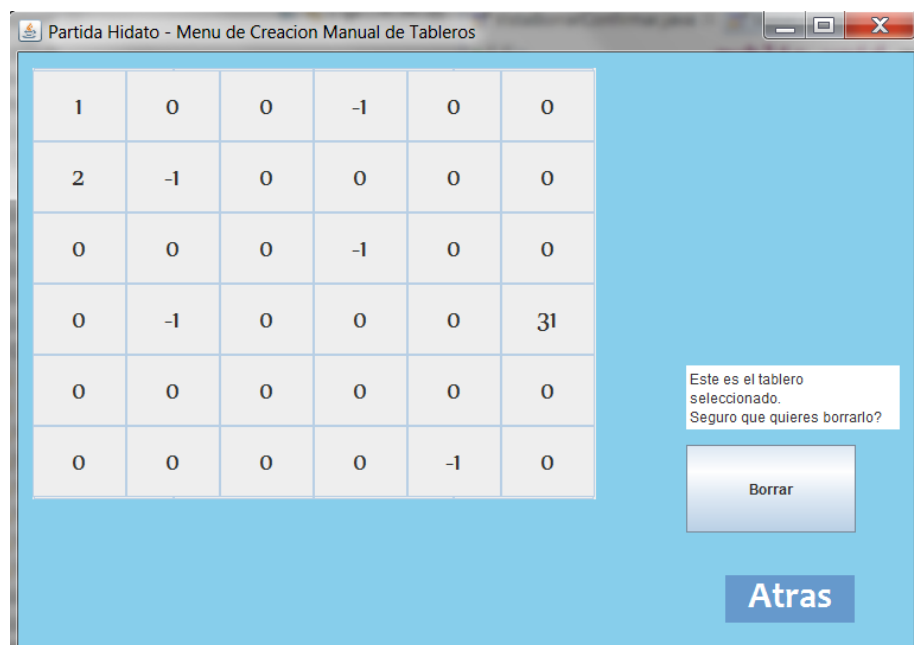 Partida Hidato - Menu de Creacion Manual de Tableros
1 0 0 -1 0 0
2 -1 0 0 0 0
0 0 0 -1 0 0
0 -1 0 0 0 31
0 0 0 0 0 0
0 0 0 0 -1 0
Este es el tablero
seleccionado.
Seguro que quieres borrarlo?
Borrar
Atras